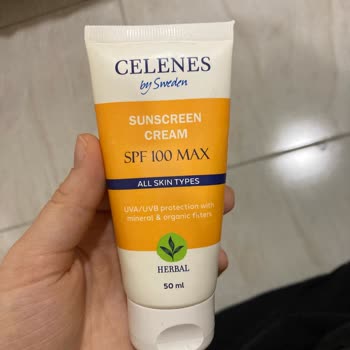 CELENES
by Sweden
SUNSCREEN
CREAM
SPF 100 MAX
ALL SKIN TYPES
UVA/UVB protection with
mineral & organic filters
HERBAL
50 ml